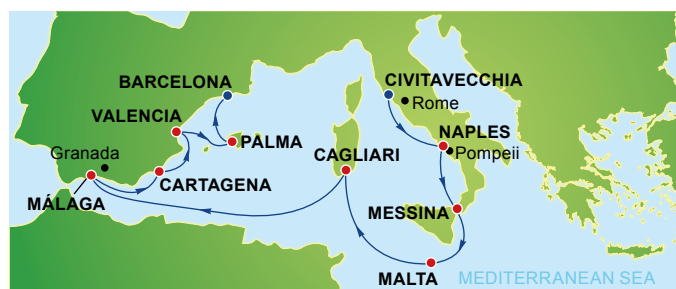 BARCELONA
CIVITAVECCHIA
Rome
VALENCIA
NAPLES
PALMA
Pompeii
Granada
CAGLIARI
CARTAGENA
MÁLAGA
MESSINA
MALTA
MEDITERRANEAN SEA